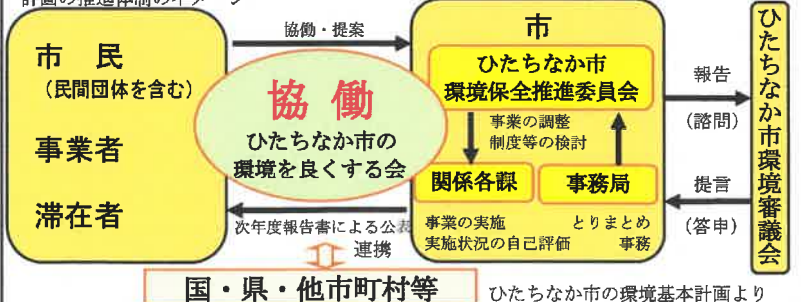 計画の推進体制のイメージ
市民
（民間団体を含む）
事業者
滞在者
協働・提案
協働
ひたちなか市の
環境を良くする会
次年度報告書による公表
連携
国・県・他市町村等
市
ひたちなか市
環境保全推進委員会
事業の調整
制度等の検討
関係各課
事務局
事業の実施
実施状況の自己評価
とりまとめ
事務
報告
（諮問）
提言
（答申）
ひたちなか市環境審議会
ひたちなか市の環境基本計画より